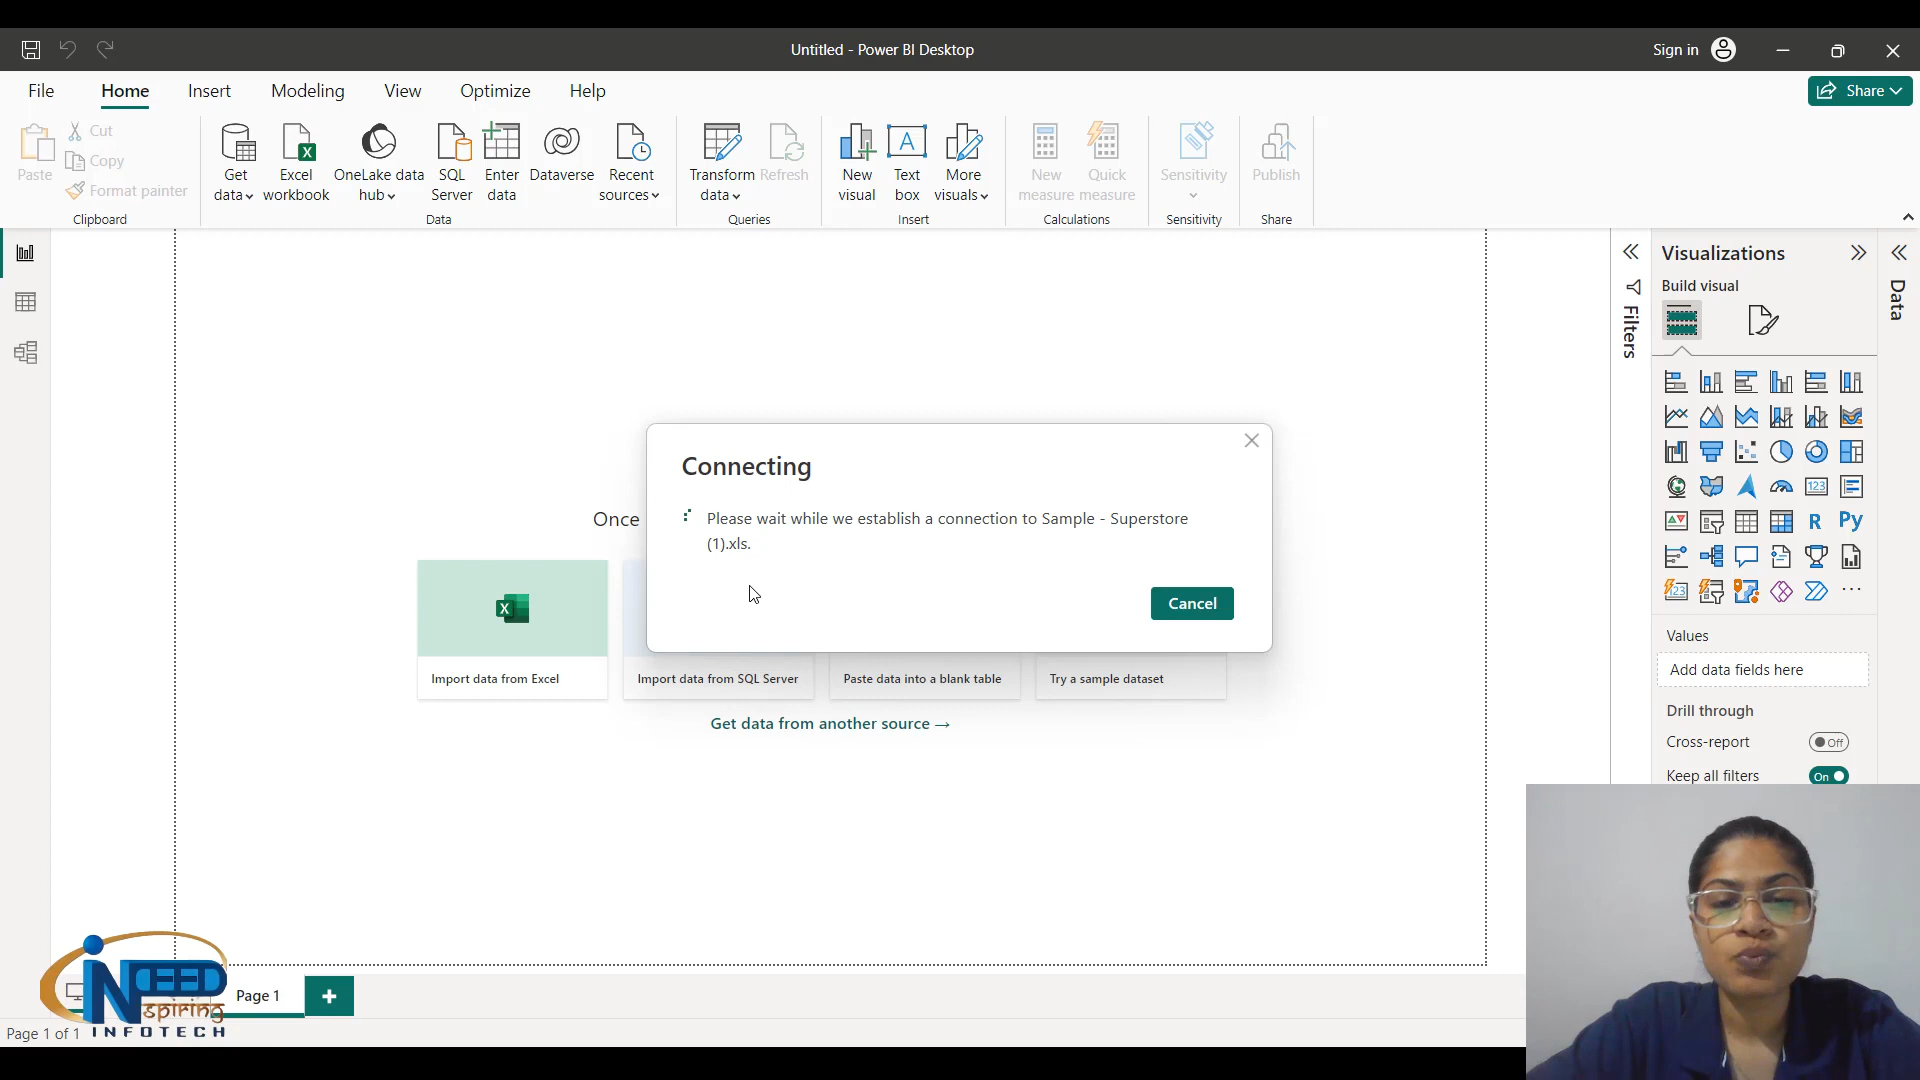 Untitled - Power BI Desktop
Sign in
File
Home
Insert
Modeling
View
Optimize
Help
Share
Paste
Cut
Copy
Format painter
Clipboard
Get data
Excel workbook
OneLake data hub
SQL Server
Enter data
Dataverse
Recent sources
Data
Transform data
Refresh
Queries
New visual
Text box
More visuals
Insert
New measure
Quick measure
Calculations
Sensitivity
Sensitivity
Publish
Share
Filters
Visualizations
Build visual
Data
123
R
Py
123
Values
Add data fields here
Drill through
Cross-report
Off
Keep all filters
On
Once
Connecting
Please wait while we establish a connection to Sample - Superstore
(1).xls.
Cancel
Import data from Excel
Import data from SQL Server
Paste data into a blank table
Try a sample dataset
Get data from another source →
iNEED
Nspiring
INFOTECH
Page 1
Page 1 of 1